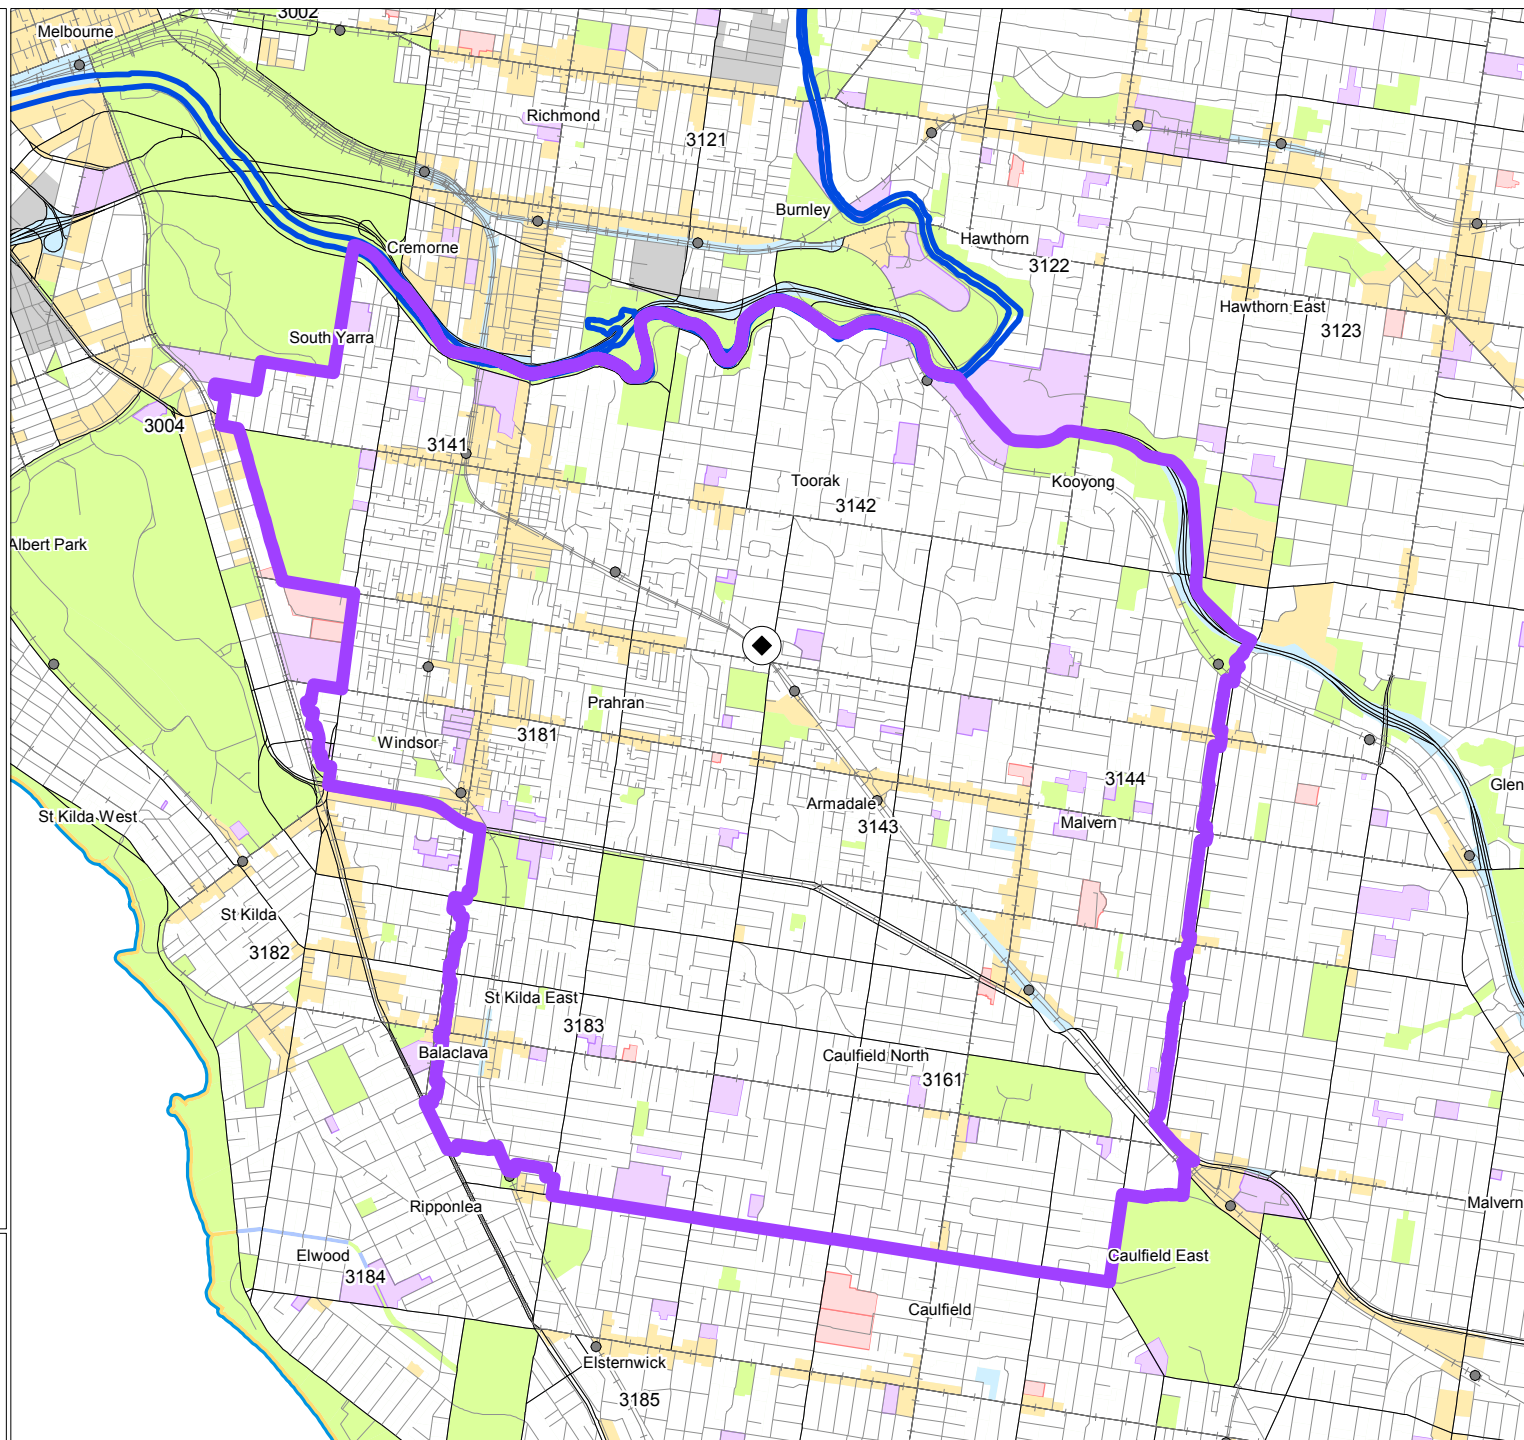 3002
Melbourne
Richmond
3121
Burnley
Hawthorn
Cremorne
3122
Hawthorn East
3123
South Yarra
3004
3141
Toorak
Kooyong
3142
Albert Park
Prahran
3181
Windsor
3144
Glen
Armadale
St Kilda West
Malvern
3143
St Kilda
3182
St Kilda East
3183
Balaclava
Caulfield North
3161
Malvern
Ripponlea
Elwood
Caulfield East
3184
Caulfield
Elsternwick
3185